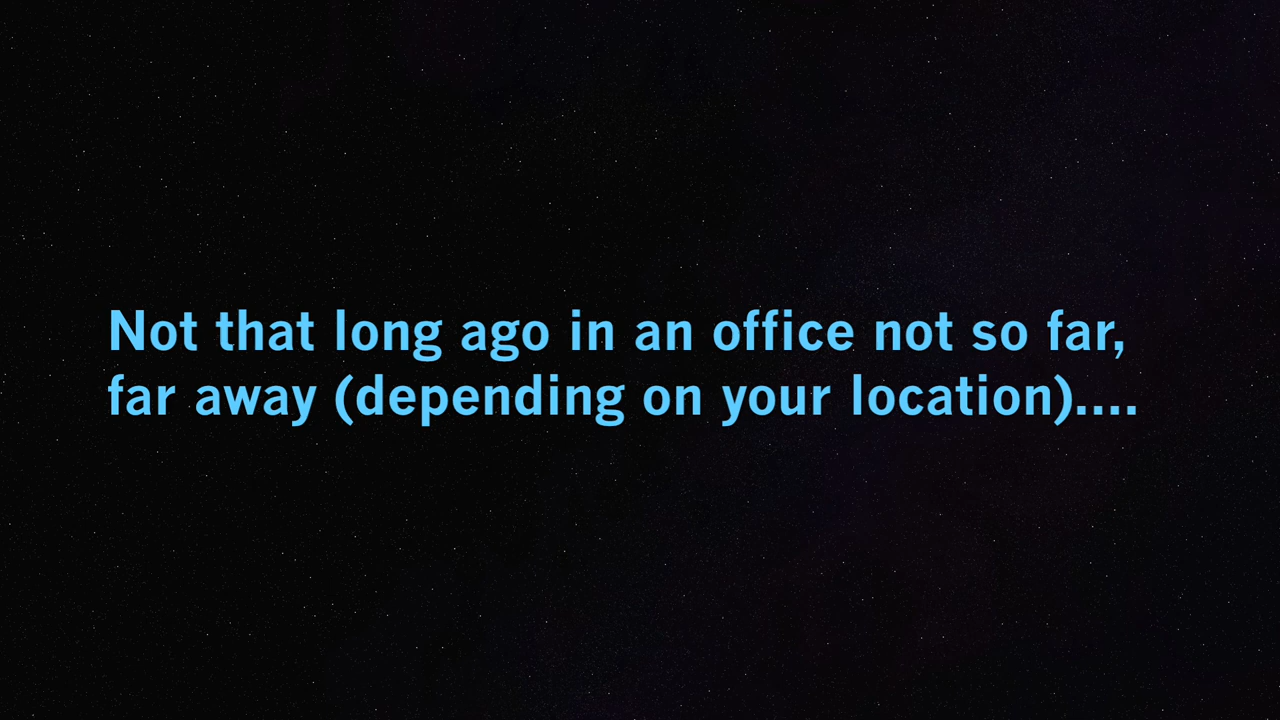 Not that long ago in an office not so far,
far away (depending on your location)....